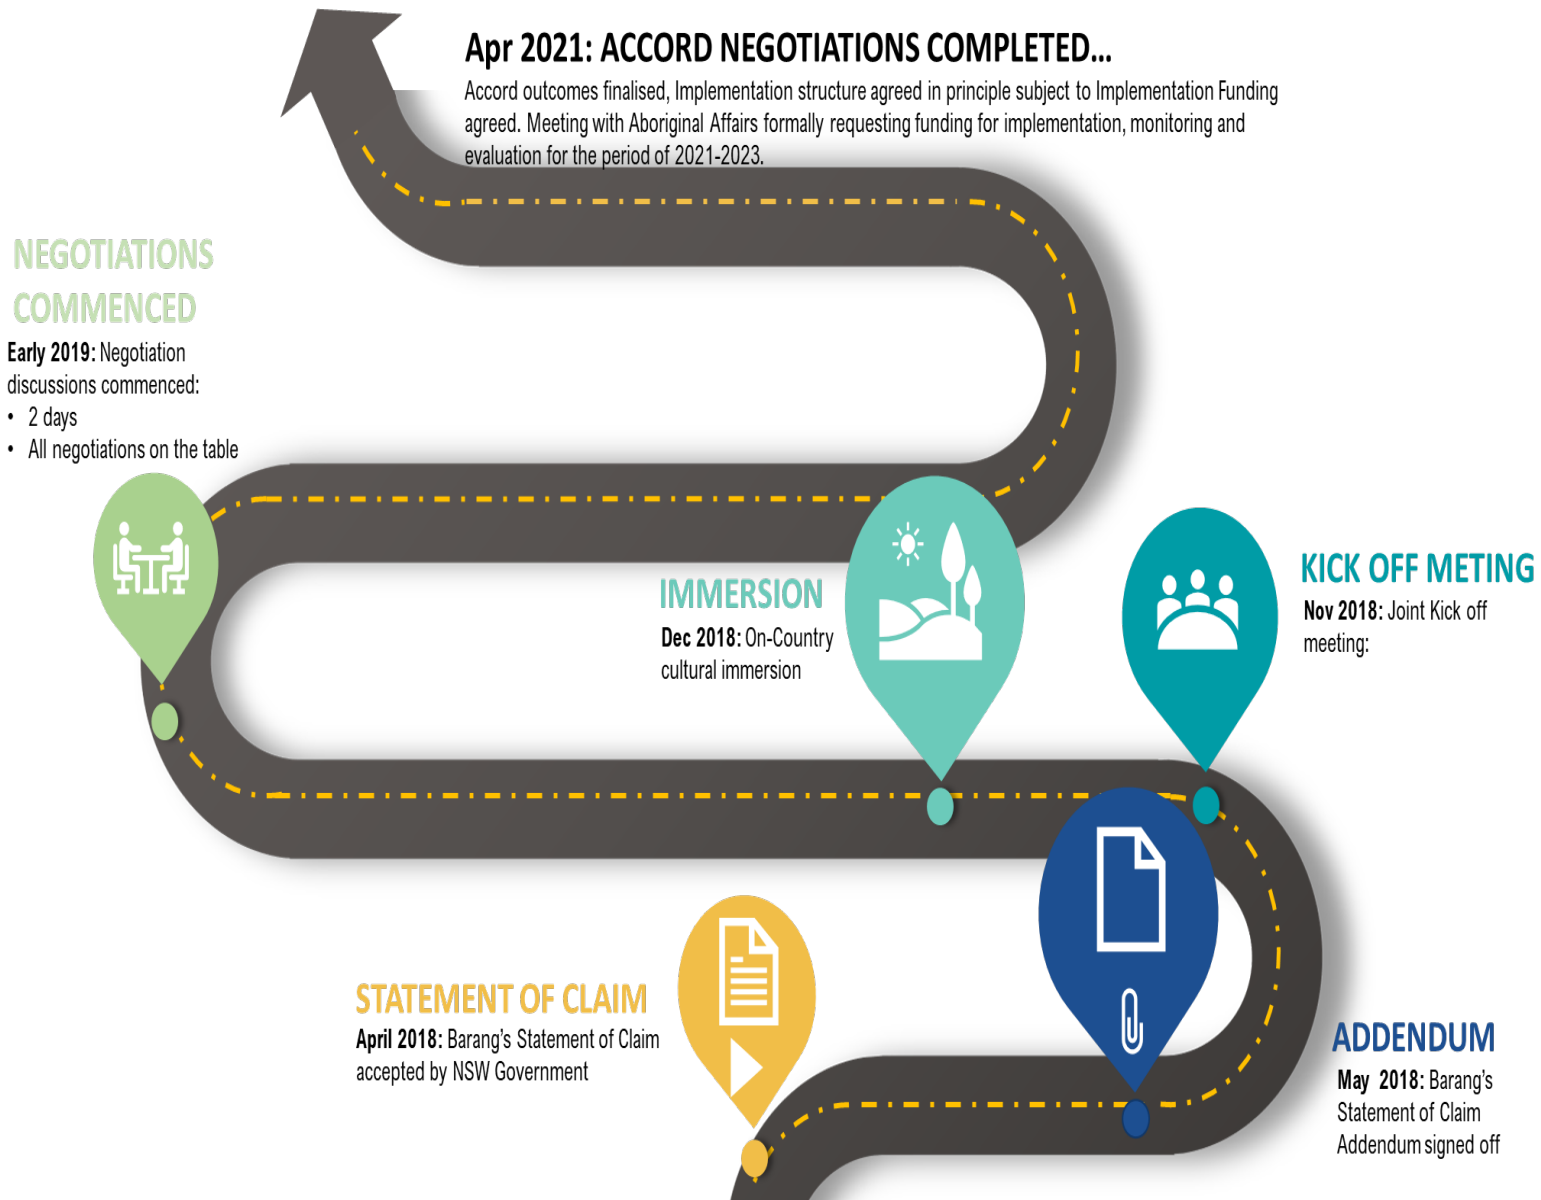 Apr 2021: ACCORD NEGOTIATIONS COMPLETED...
Accord outcomes finalised, Implementation structure agreed in principle subject to Implementation Funding
agreed. Meeting with Aboriginal Affairs formally requesting funding for implementation, monitoring and
evaluation for the period of 2021-2023.
NEGOTIATIONS
COMMENCED
Early 2019: Negotiation
discussions commenced:
• 2 days
• All negotiations on the table
IMMERSION
Dec 2018: On-Country
cultural immersion
KICK OFF METING
Nov 2018: Joint Kick off
meeting:
STATEMENT OF CLAIM
April 2018: Barang’s Statement of Claim
accepted by NSW Government
ADDENDUM
May 2018: Barang’s
Statement of Claim
Addendum signed off